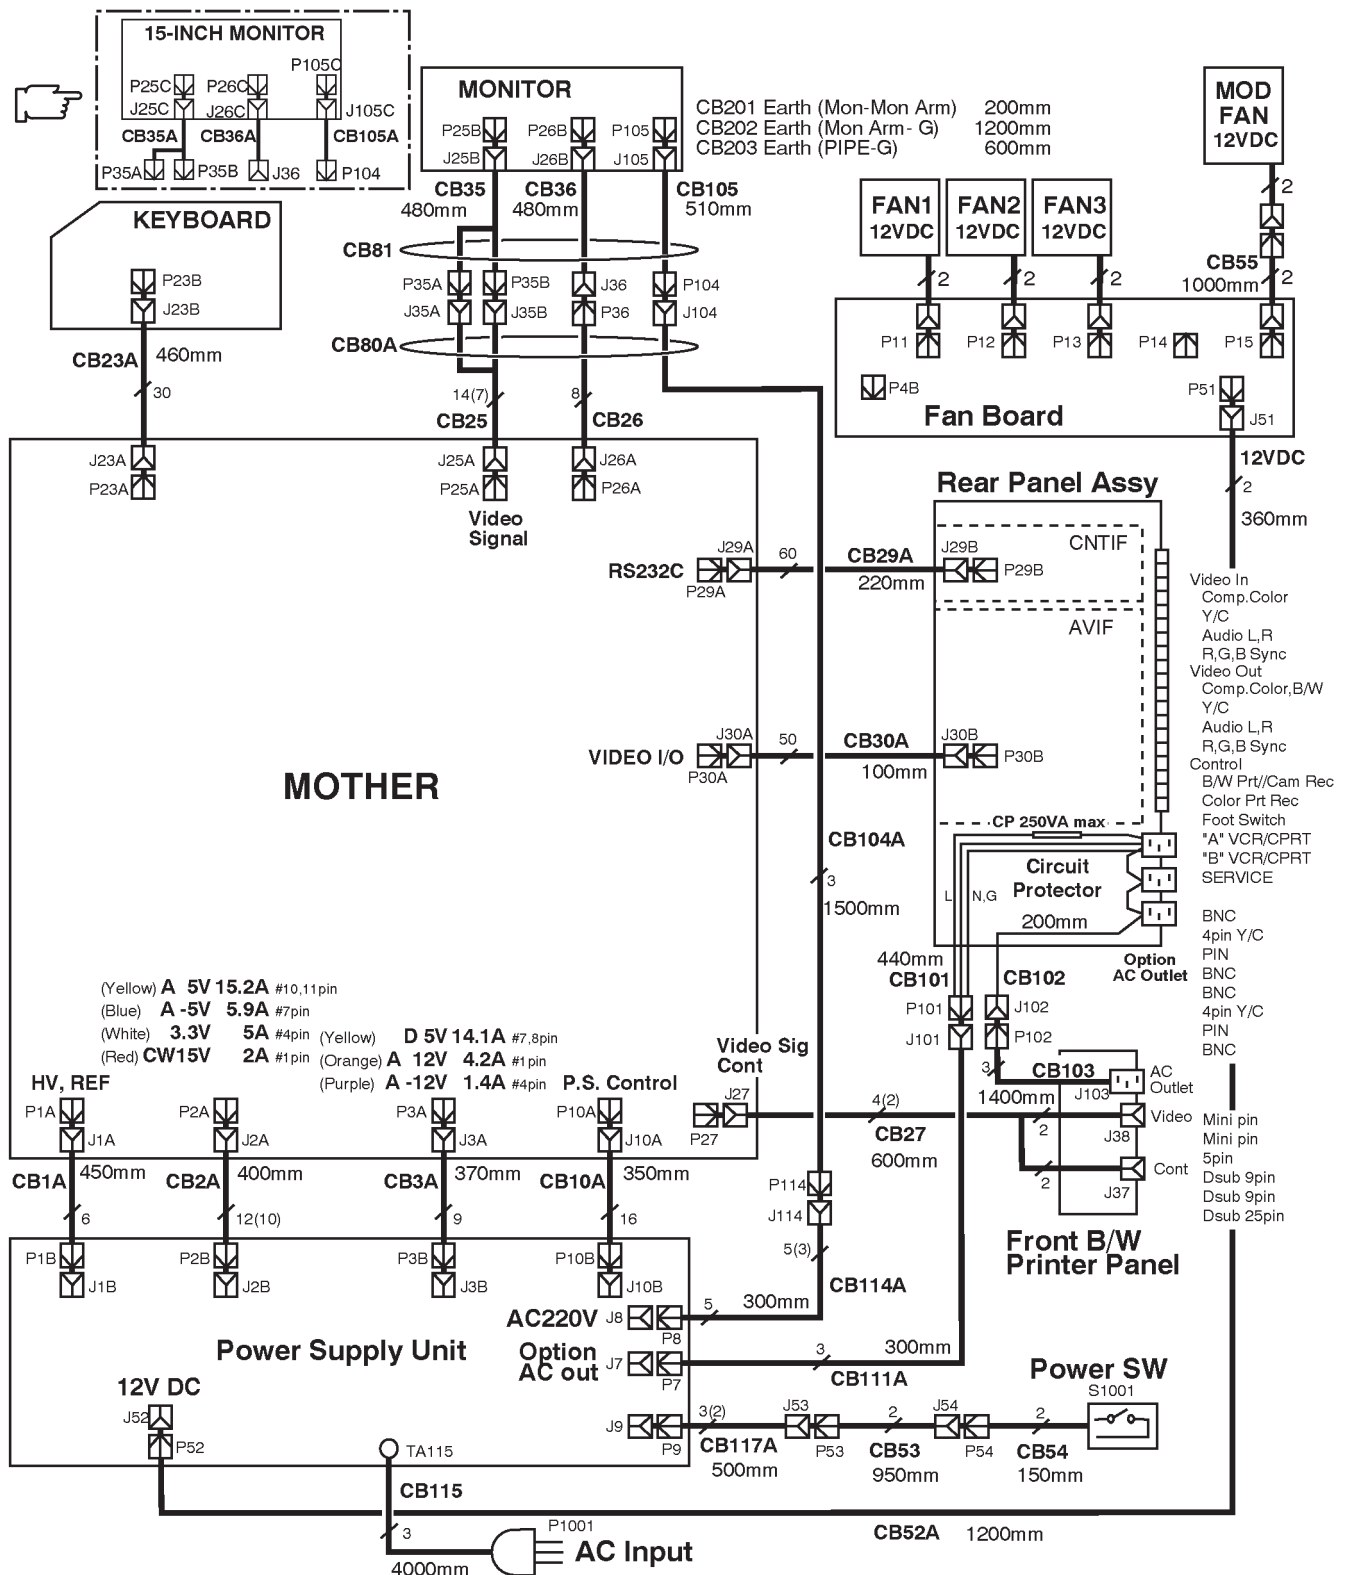 15-INCH MONITOR
P25C P26C P105C
J25C J26C J105C
CB35A CB36A CB105A
P35A P35B J36 P104
MONITOR
P25B P26B P105
J25B J26B J105
CB35 CB36 CB105
480mm 480mm 510mm
CB201 Earth (Mon-Mon Arm) 200mm
CB202 Earth (Mon Arm- G) 1200mm
CB203 Earth (PIPE-G) 600mm
MOD
FAN
12VDC
2
CB55
1000mm 2
FAN1 FAN2 FAN3
12VDC 12VDC 12VDC
2 2 2
P11 P12 P13 P14 P15
P4B P51
J51
Fan Board
12VDC
2
360mm
KEYBOARD
P23B
J23B
CB23A 460mm
30
CB81
P35A P35B J36 P104
J35A J35B P36 J104
CB80A
14(7) 8
CB25 CB26
J23A J25A J26A
P23A P25A P26A
Video
Signal
MOTHER
RS232C
J29A
P29A
60
CB29A
220mm
Rear Panel Assy
CNTIF
J29B
P29B
AVIF
VIDEO I/O
J30A
P30A
50
CB30A
100mm
J30B
P30B
CP 250VA max
Circuit
Protector
L N,G
200mm
CB104A
3
1500mm
440mm
CB101 CB102
Option
AC Outlet
P101 J102
J101 P102
3
CB103
1400mm
J103
AC
Outlet
Video In
Comp.Color
Y/C
Audio L,R
R,G,B Sync
Video Out
Comp.Color,B/W
Y/C
Audio L,R
R,G,B Sync
Control
B/W Prt//Cam Rec
Color Prt Rec
Foot Switch
"A" VCR/CPRT
"B" VCR/CPRT
SERVICE
BNC
4pin Y/C
PIN
BNC
BNC
4pin Y/C
PIN
BNC
Mini pin
Mini pin
5pin
Dsub 9pin
Dsub 9pin
Dsub 25pin
(Yellow) A 5V 15.2A #10,11pin
(Blue) A -5V 5.9A #7pin
(White) 3.3V 5A #4pin
(Red) CW15V 2A #1pin
(Yellow) D 5V 14.1A #7,8pin
(Orange) A 12V 4.2A #1pin
(Purple) A -12V 1.4A #4pin
HV, REF P.S. Control
P1A P2A P3A P10A
J1A J2A J3A J10A
CB1A 450mm CB2A 400mm CB3A 370mm CB10A 350mm
6 12(10) 9 16
P1B P2B P3B P10B
J1B J2B J3B J10B
Video Sig
Cont
J27
P27
4(2)
CB27
600mm
2
Video
J38
2
Cont
J37
Front B/W
Printer Panel
P114
J114
5(3)
CB114A
300mm
5
AC220V
J8
P8
Option
AC out
J7
P7
3
300mm
CB111A
Power Supply Unit
12V DC
J52
P52
J9
P9
3(2)
CB117A
500mm
J53
P53
2
CB53
950mm
J54
P54
2
CB54
150mm
Power SW
S1001
TA115
CB115
3
4000mm
P1001
AC Input
CB52A 1200mm